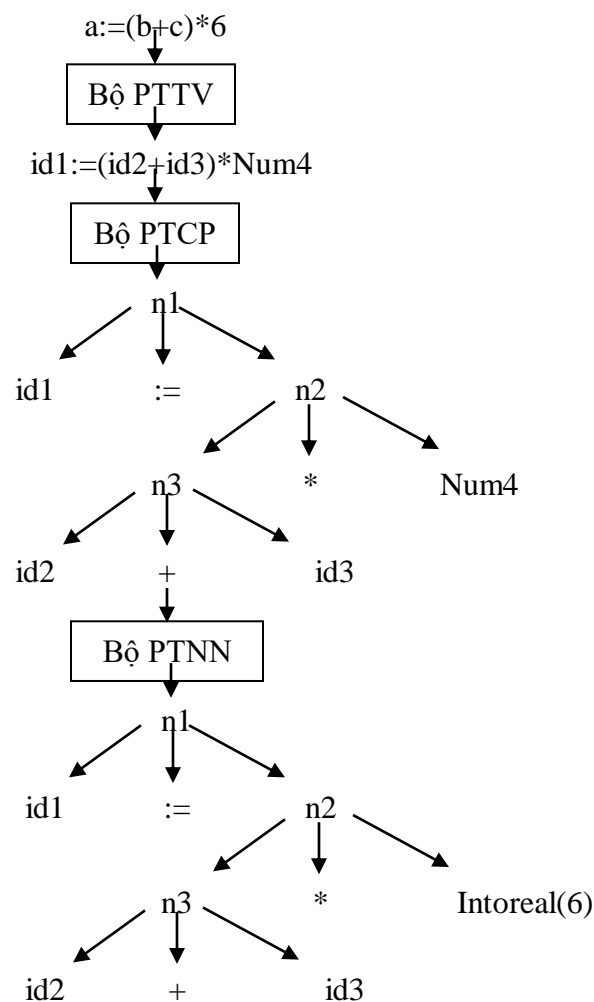 a:=(b+c)*6
Bộ PTTV
id1:=(id2+id3)*Num4
Bộ PTCP
n1
id1 := n2
n3 * Num4
id2 + id3
Bộ PTNN
n1
id1 := n2
n3 * Intoreal(6)
id2 + id3